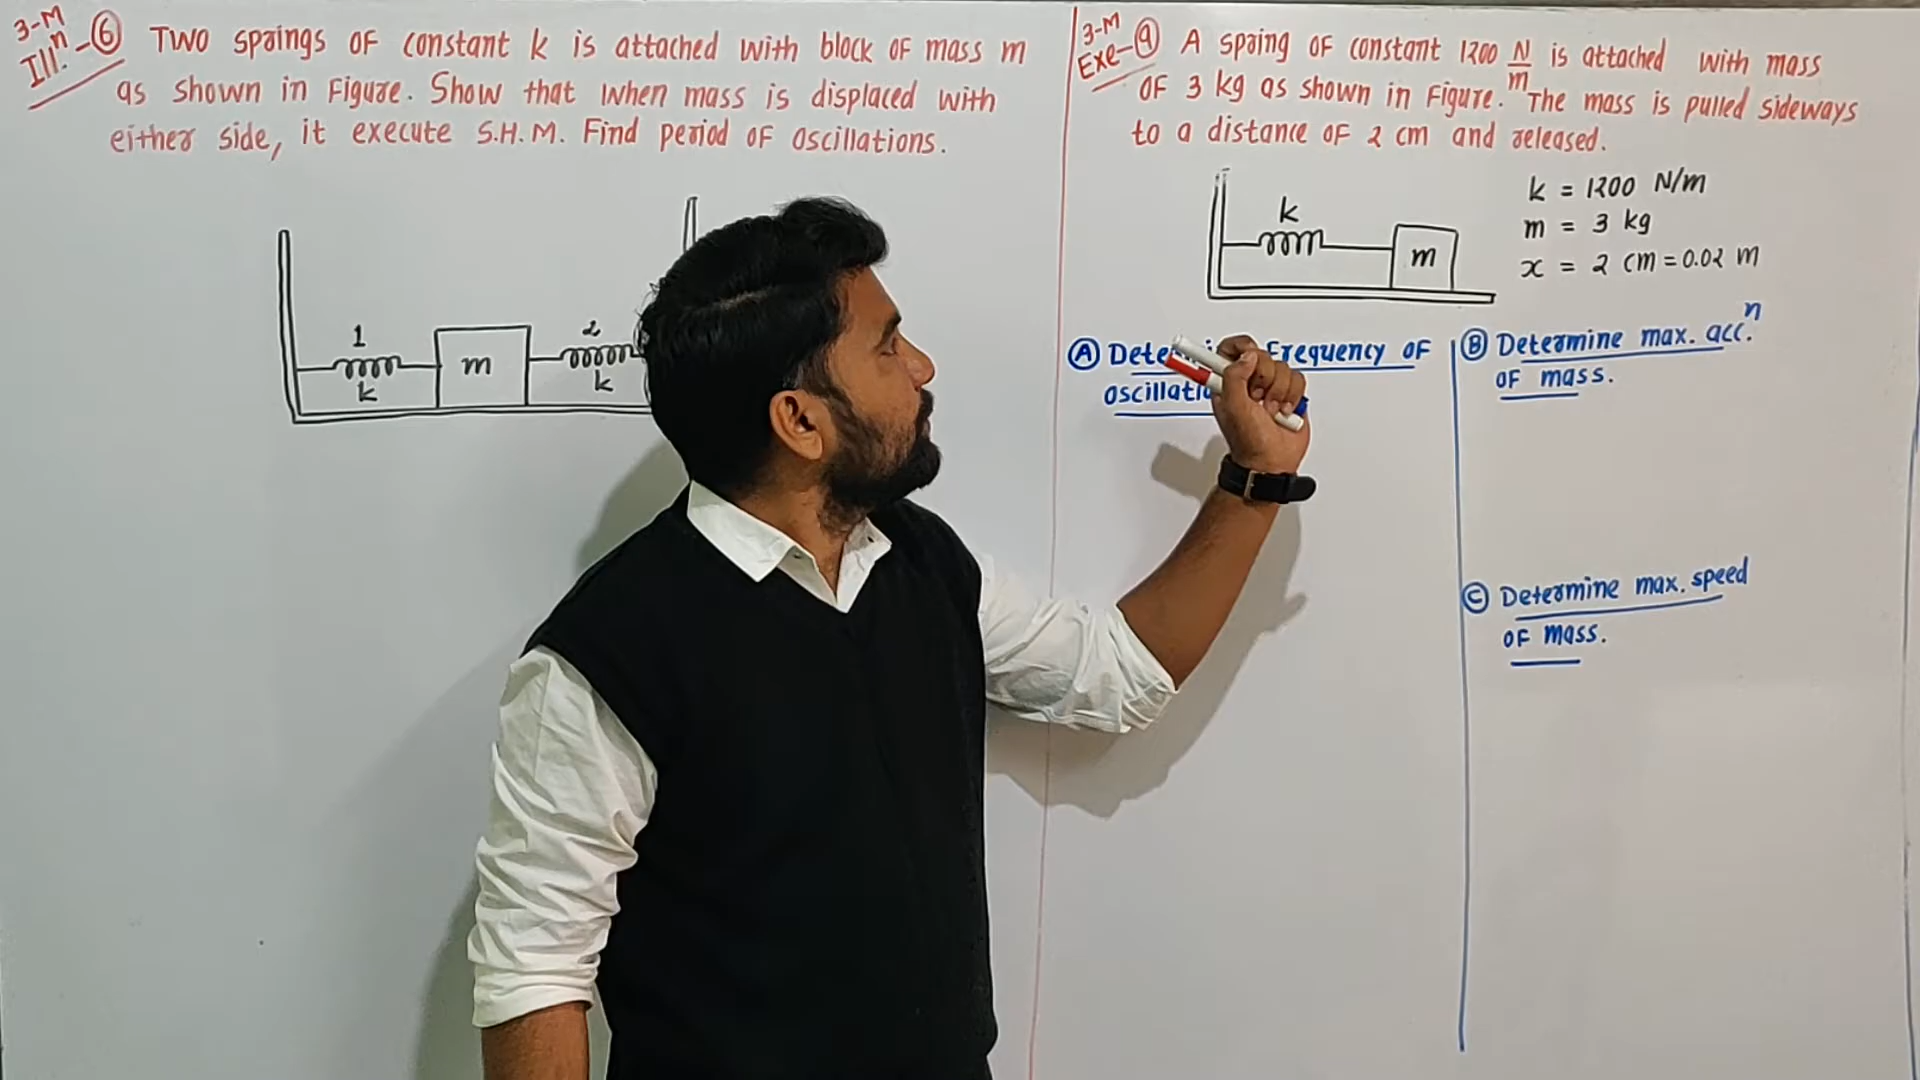 3-M
Illⁿ-⑥ Two springs of constant k is attached with block of mass m
as shown in Figure. Show that when mass is displaced with
either side, it execute S.H.M. Find period of oscillations.
1
k
m
2
k
3-M
Exe-⑨ A spring of constant 1200 N/m is attached with mass
of 3 kg as shown in Figure. The mass is pulled sideways
to a distance of 2 cm and released.
k
m
k = 1200 N/m
m = 3 kg
x = 2 cm = 0.02 m
Ⓐ Frequency of
Ⓑ Determine max. acc.ⁿ
of mass.
Ⓒ Determine max. speed
of mass.